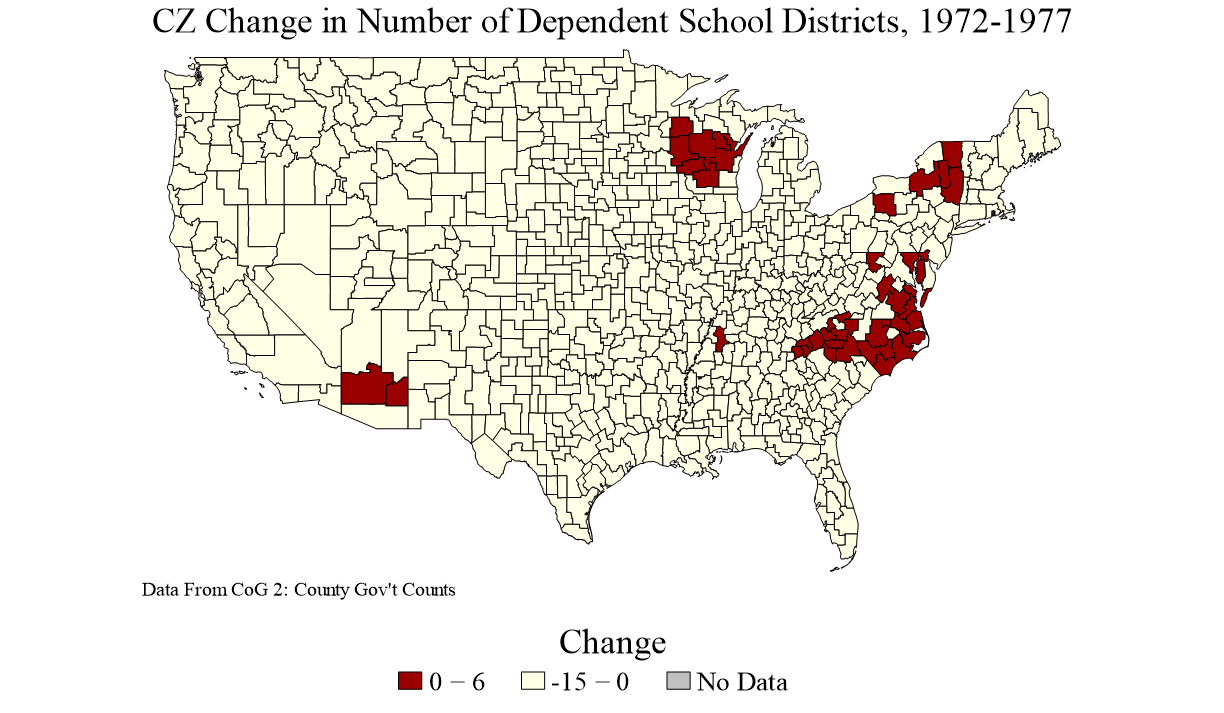 CZ Change in Number of Dependent School Districts, 1972-1977
Data From CoG 2: County Gov't Counts
Change
0 − 6 -15 − 0 No Data